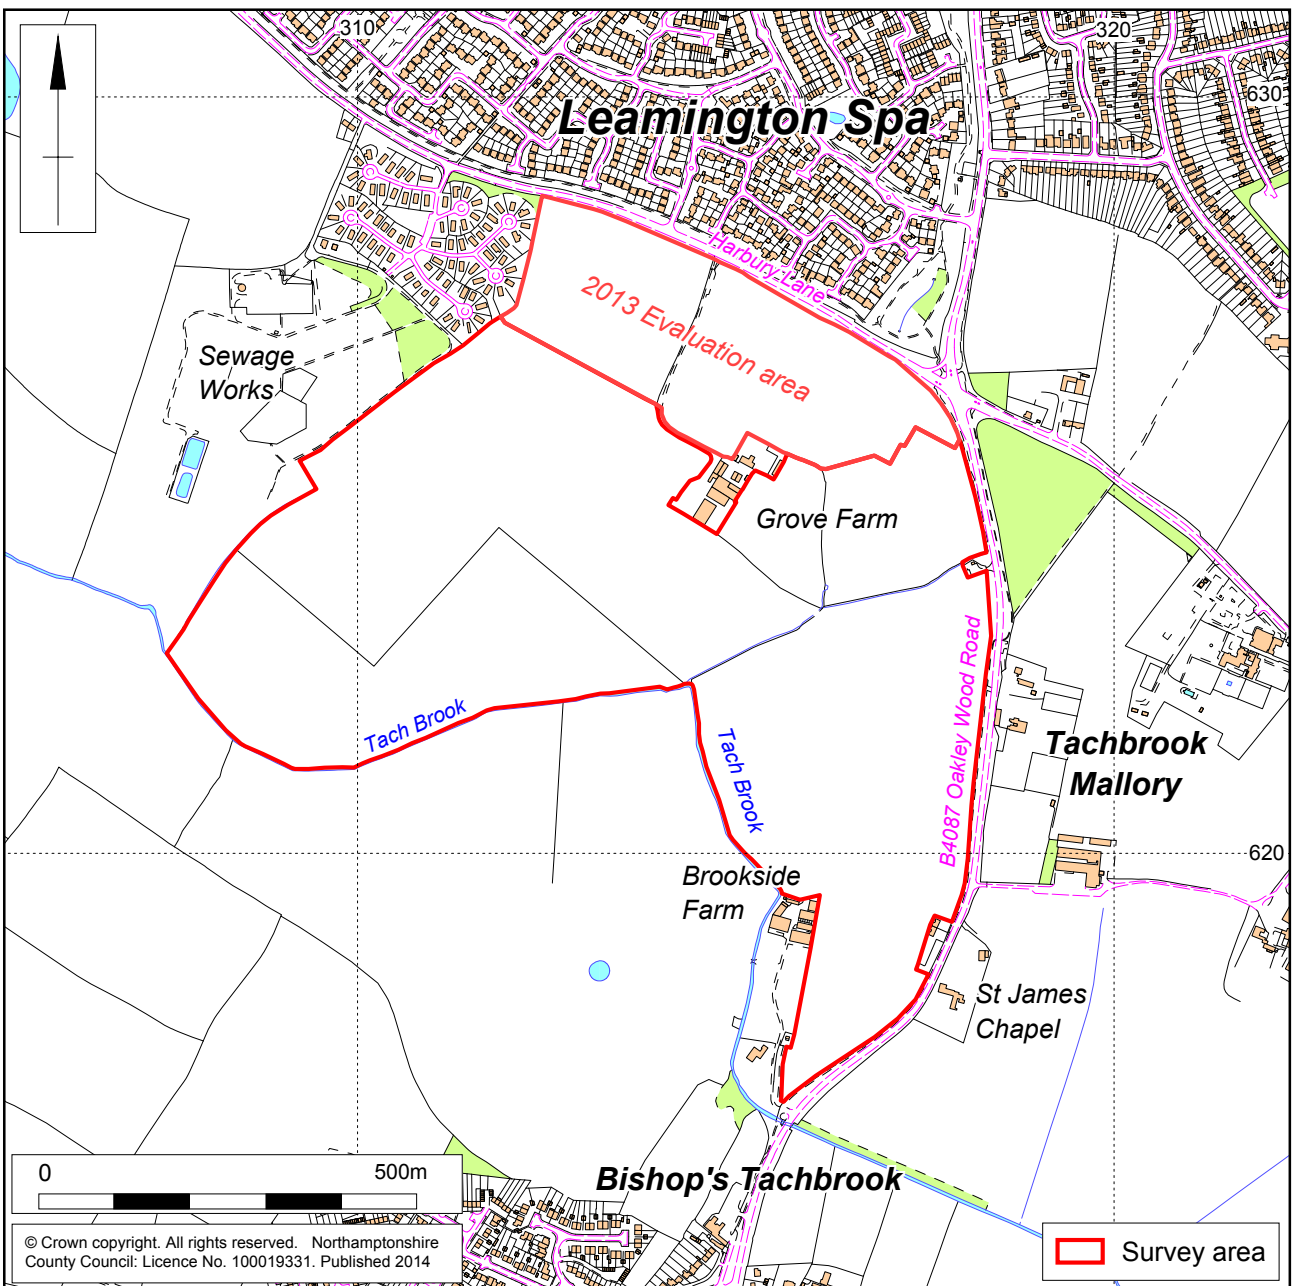 310
320
630
Leamington Spa
Harbury Lane
2013 Evaluation area
Sewage
Works
Grove Farm
B4087 Oakley Wood Road
Tach Brook
Tach Brook
Tachbrook
Mallory
620
Brookside
Farm
St James
Chapel
Bishop's Tachbrook
0 500m
© Crown copyright. All rights reserved. Northamptonshire
County Council: Licence No. 100019331. Published 2014
Survey area